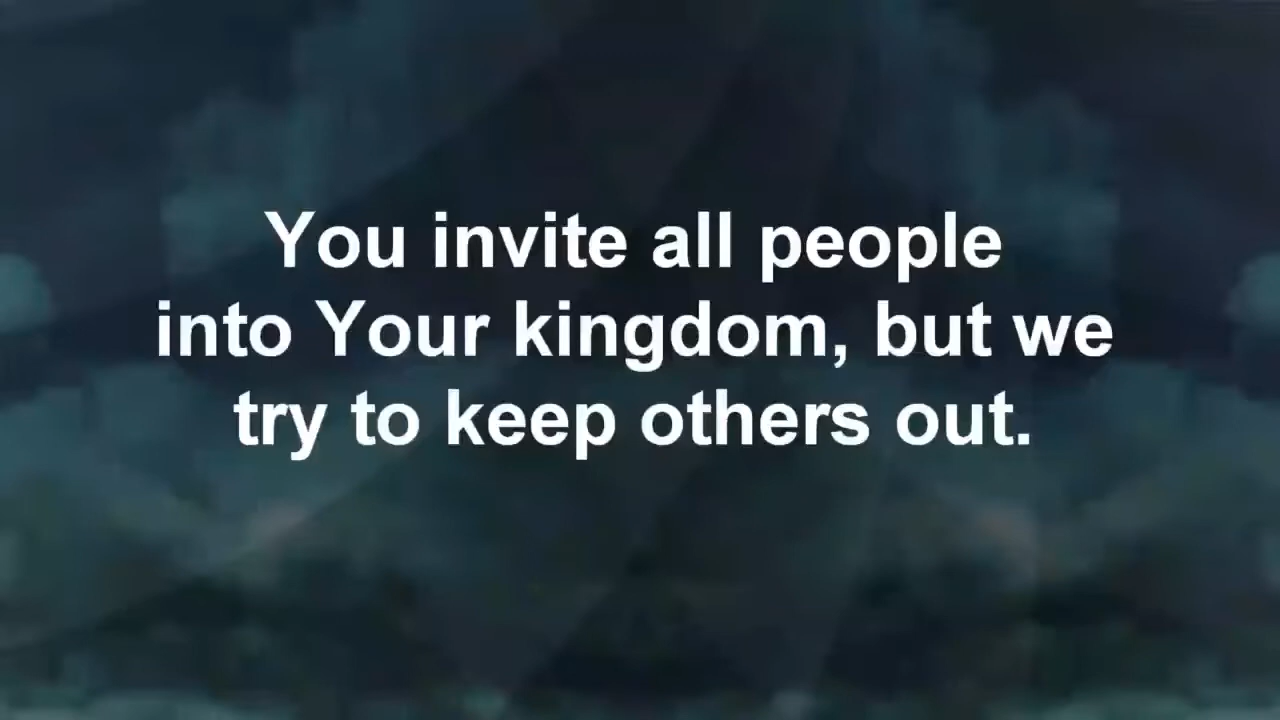 You invite all people
into Your kingdom, but we
try to keep others out.